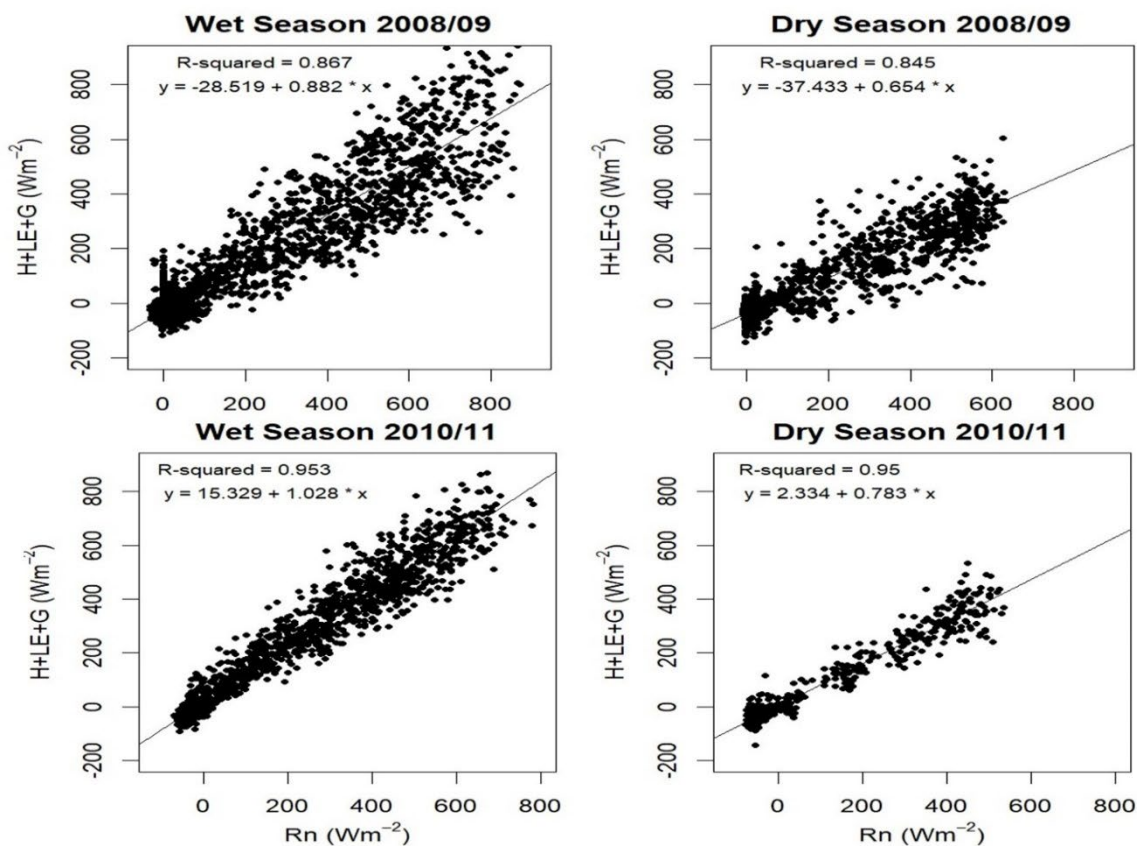 Wet Season 2008/09
R-squared = 0.867
y = -28.519 + 0.882 * x
H+LE+G (Wm⁻²)
800
600
400
200
0
-200
0 200 400 600 800
Dry Season 2008/09
R-squared = 0.845
y = -37.433 + 0.654 * x
H+LE+G (Wm⁻²)
800
600
400
200
0
-200
0 200 400 600 800
Wet Season 2010/11
R-squared = 0.953
y = 15.329 + 1.028 * x
H+LE+G (Wm⁻²)
800
600
400
200
0
-200
0 200 400 600 800
Rn (Wm⁻²)
Dry Season 2010/11
R-squared = 0.95
y = 2.334 + 0.783 * x
H+LE+G (Wm⁻²)
800
600
400
200
0
-200
0 200 400 600 800
Rn (Wm⁻²)